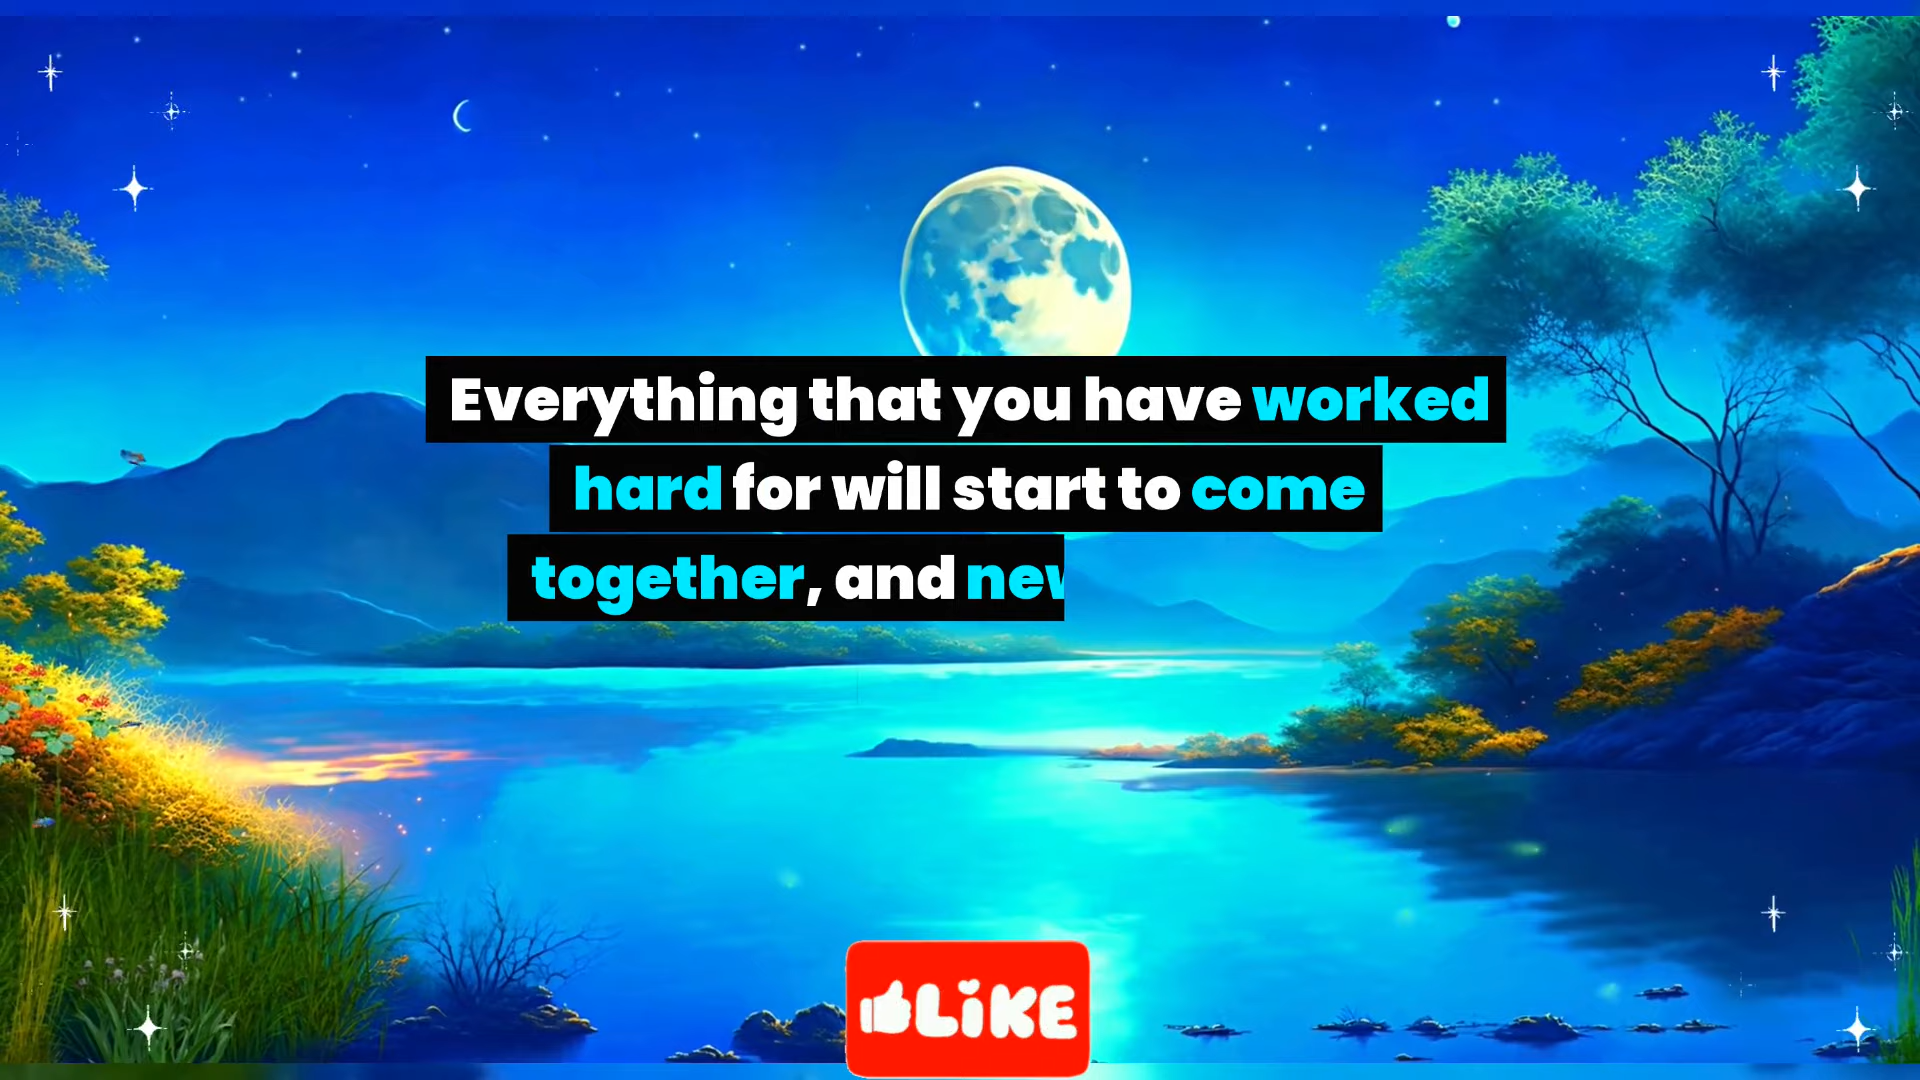 Everything that you have worked
hard for will start to come
together, and
LIKE